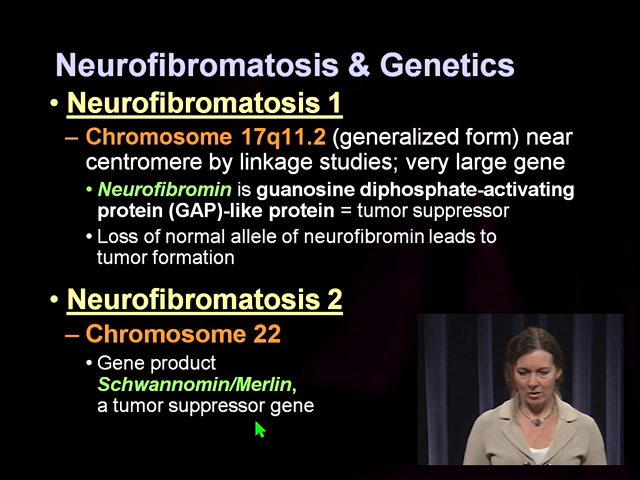 Neurofibromatosis & Genetics
• Neurofibromatosis 1
– Chromosome 17q11.2 (generalized form) near
centromere by linkage studies; very large gene
• Neurofibromin is guanosine diphosphate-activating
protein (GAP)-like protein = tumor suppressor
• Loss of normal allele of neurofibromin leads to
tumor formation
• Neurofibromatosis 2
– Chromosome 22
• Gene product
Schwannomin/Merlin,
a tumor suppressor gene